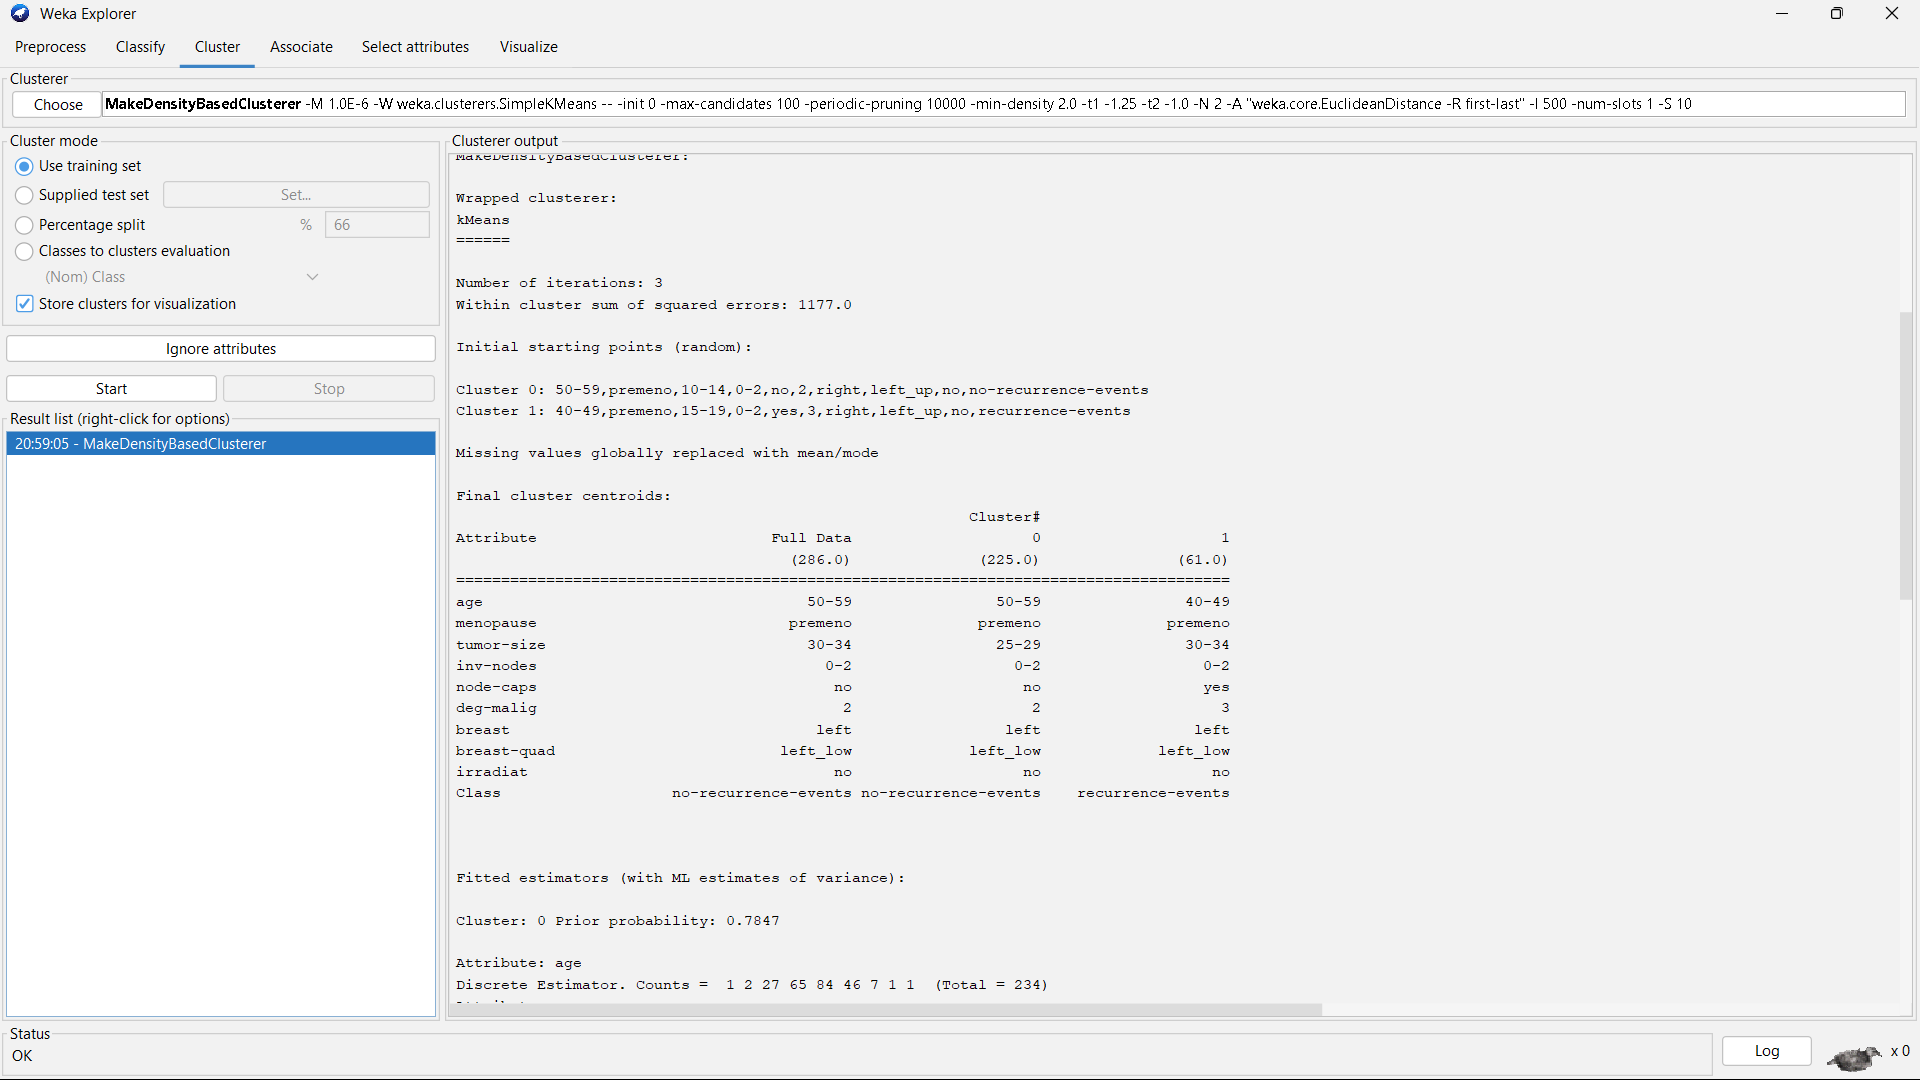 Weka Explorer
Preprocess Classify Cluster Associate Select attributes Visualize
Clusterer
Choose MakeDensityBasedClusterer -M 1.0E-6 -W weka.clusterers.SimpleKMeans -- -init 0 -max-candidates 100 -periodic-pruning 10000 -min-density 2.0 -t1 -1.25 -t2 -1.0 -N 2 -A "weka.core.EuclideanDistance -R first-last" -I 500 -num-slots 1 -S 10
Cluster mode
Use training set
Supplied test set Set...
Percentage split % 66
Classes to clusters evaluation
(Nom) Class
Store clusters for visualization
Ignore attributes
Start Stop
Result list (right-click for options)
20:59:05 - MakeDensityBasedClusterer
Clusterer output
MakeDensityBasedClusterer:
Wrapped clusterer:
kMeans
======
Number of iterations: 3
Within cluster sum of squared errors: 1177.0
Initial starting points (random):
Cluster 0: 50-59,premeno,10-14,0-2,no,2,right,left_up,no,no-recurrence-events
Cluster 1: 40-49,premeno,15-19,0-2,yes,3,right,left_up,no,recurrence-events
Missing values globally replaced with mean/mode
Final cluster centroids:
Cluster#
Attribute Full Data 0 1
(286.0) (225.0) (61.0)
======================================================================================
age 50-59 50-59 40-49
menopause premeno premeno premeno
tumor-size 30-34 25-29 30-34
inv-nodes 0-2 0-2 0-2
node-caps no no yes
deg-malig 2 2 3
breast left left left
breast-quad left_low left_low left_low
irradiat no no no
Class no-recurrence-events no-recurrence-events recurrence-events
Fitted estimators (with ML estimates of variance):
Cluster: 0 Prior probability: 0.7847
Attribute: age
Discrete Estimator. Counts = 1 2 27 65 84 46 7 1 1 (Total = 234)
Status
OK
Log x 0